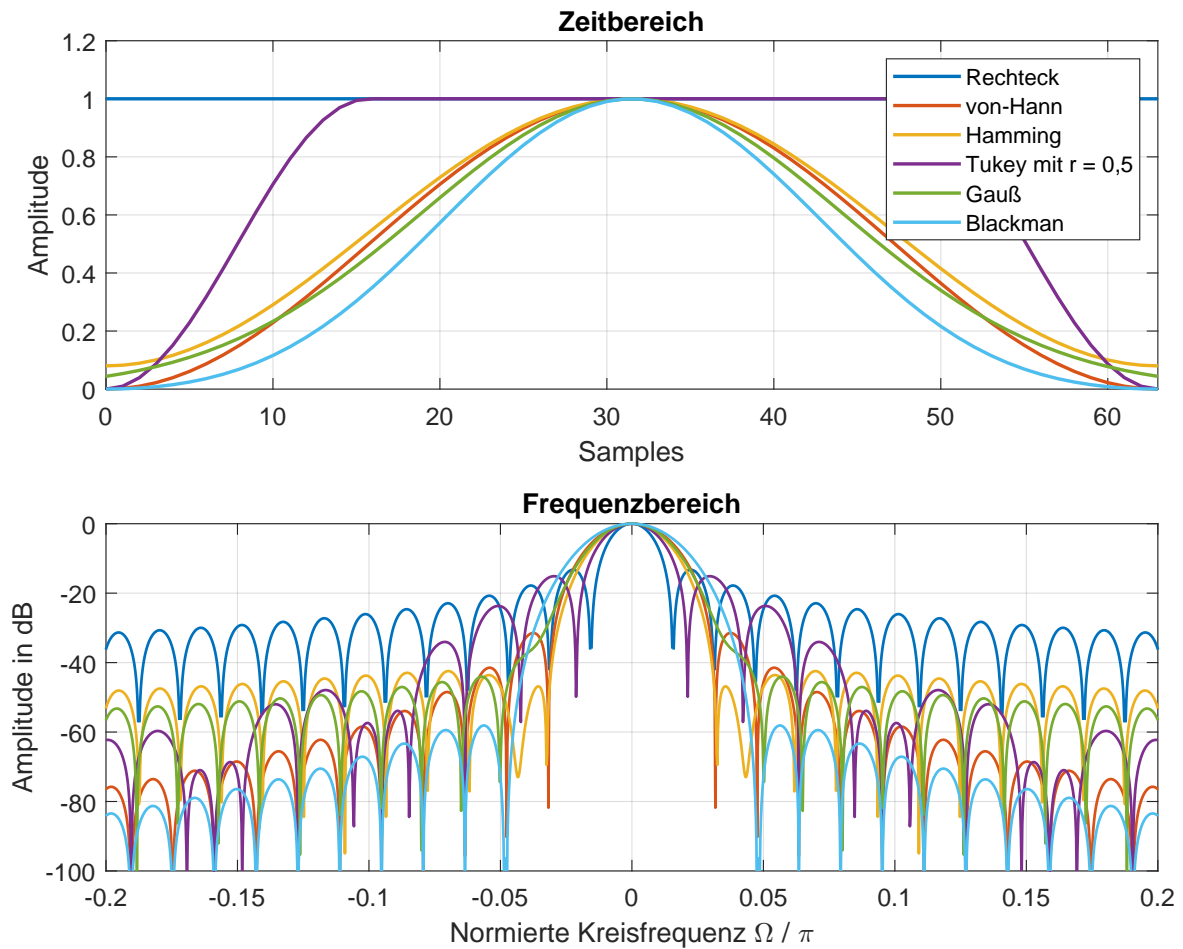 Zeitbereich
1.2
1
0.8
0.6
0.4
0.2
0
Amplitude
Rechteck
von-Hann
Hamming
Tukey mit r = 0,5
Gauß
Blackman
0 10 20 30 40 50 60
Samples
Frequenzbereich
0
-20
-40
-60
-80
-100
Amplitude in dB
-0.2 -0.15 -0.1 -0.05 0 0.05 0.1 0.15 0.2
Normierte Kreisfrequenz Ω / π